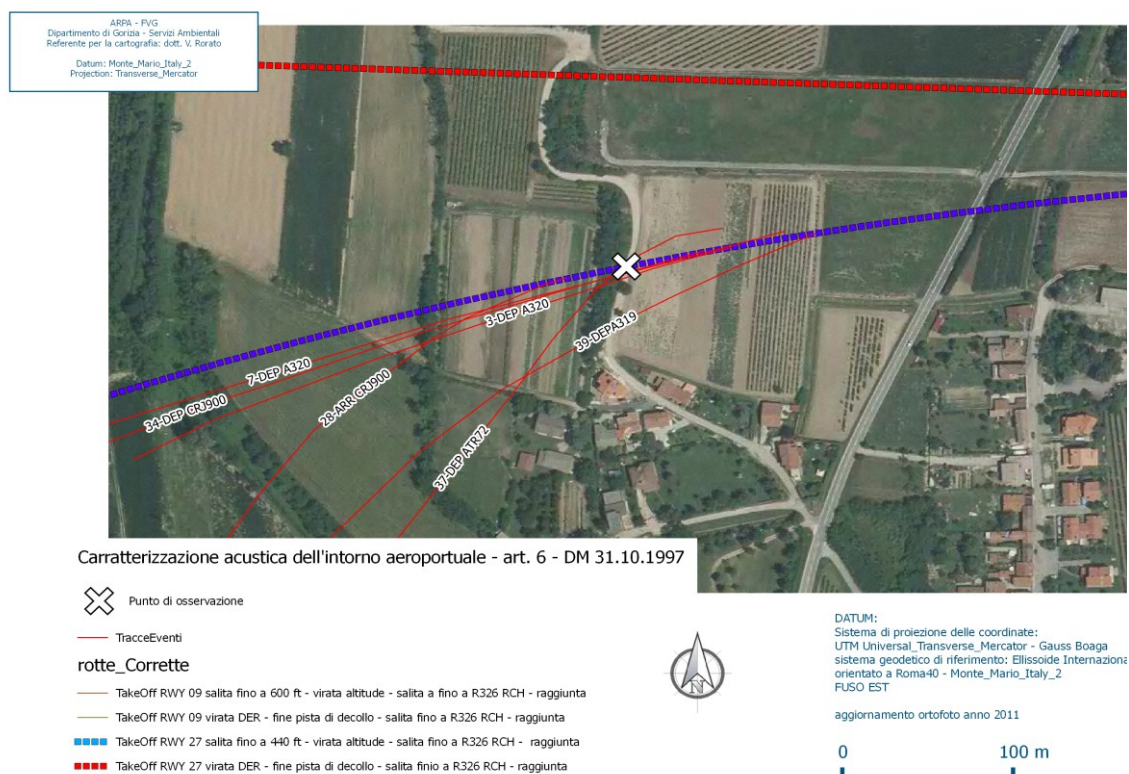 ARPA - FVG
Dipartimento di Gorizia - Servizi Ambientali
Referente per la cartografia: dott. V. Rorato
Datum: Monte_Mario_Italy_2
Projection: Transverse_Mercator
3-DEP A320
39-DEPA319
7-DEP A320
28-ARR CRJ900
34-DEP CRJ900
37-DEP ATR72
Carratterizzazione acustica dell'intorno aeroportuale - art. 6 - DM 31.10.1997
Punto di osservazione
TracceEventi
rotte_Corrette
TakeOff RWY 09 salita fino a 600 ft - virata altitude - salita a fino a R326 RCH - raggiunta
TakeOff RWY 09 virata DER - fine pista di decollo - salita fino a R326 RCH - raggiunta
TakeOff RWY 27 salita fino a 440 ft - virata altitude - salita fino a R326 RCH - raggiunta
TakeOff RWY 27 virata DER - fine pista di decollo - salita finio a R326 RCH - raggiunta
N
DATUM:
Sistema di proiezione delle coordinate:
UTM Universal_Transverse_Mercator - Gauss Boaga
sistema geodetico di riferimento: Ellissoide Internaziona
orientato a Roma40 - Monte_Mario_Italy_2
FUSO EST
aggiornamento ortofoto anno 2011
0 100 m